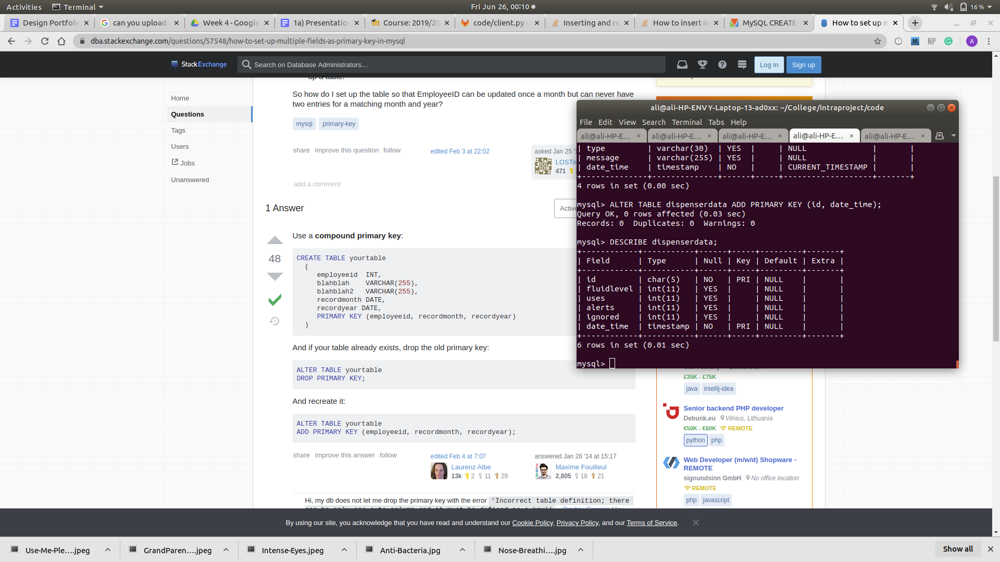 Activities Terminal Fri Jun 26, 00:10 16 %
Design Portfoli can you upload Week 4 - Google 1a) Presentation Course: 2019/20 code/client.py · Inserting and re How to insert in MySQL CREATE How to set up m
dba.stackexchange.com/questions/57548/how-to-set-up-multiple-fields-as-primary-key-in-mysql
M NP A
StackExchange Search on Database Administrators… Log in Sign up
Home
Questions
Tags
Users
Jobs
Unanswered
up a table.
So how do I set up the table so that EmployeeID can be updated once a month but can never have
two entries for a matching month and year?
mysql primary-key
share improve this question follow edited Feb 3 at 22:02 asked Jan 25
471
add a comment
1 Answer
Active
48
Use a compound primary key:
CREATE TABLE yourtable
(
employeeid INT,
blahblah VARCHAR(255),
blahblah2 VARCHAR(255),
recordmonth DATE,
recordyear DATE,
PRIMARY KEY (employeeid, recordmonth, recordyear)
)
And if your table already exists, drop the old primary key:
ALTER TABLE yourtable
DROP PRIMARY KEY;
And recreate it:
ALTER TABLE yourtable
ADD PRIMARY KEY (employeeid, recordmonth, recordyear);
share improve this answer follow
edited Feb 4 at 7:07
Laurenz Albe
13k 2 11 29
answered Jan 26 '14 at 15:17
Maxime Fouilleul
2,805 18 21
Hi, my db does not let me drop the primary key with the error 'Incorrect table definition; there
can be only one auto column and it must be defined as a key')
ali@ali-HP-ENVY-Laptop-13-ad0xx: ~/College/intraproject/code
File Edit View Search Terminal Tabs Help
ali@ali-HP-E… × ali@ali-HP-E… × ali@ali-HP-E… × ali@ali-HP-E… × ali@ali-HP-E… ×
| type | varchar(30) | YES | | NULL | |
| message | varchar(255) | YES | | NULL | |
| date_time | timestamp | NO | | CURRENT_TIMESTAMP | |
+--------------+--------------+------+-----+-------------------+-------+
4 rows in set (0.00 sec)
mysql> ALTER TABLE dispenserdata ADD PRIMARY KEY (id, date_time);
Query OK, 0 rows affected (0.03 sec)
Records: 0 Duplicates: 0 Warnings: 0
mysql> DESCRIBE dispenserdata;
+------------+-----------+------+-----+---------+-------+
| Field | Type | Null | Key | Default | Extra |
+------------+-----------+------+-----+---------+-------+
| id | char(5) | NO | PRI | NULL | |
| fluidlevel | int(11) | YES | | NULL | |
| uses | int(11) | YES | | NULL | |
| alerts | int(11) | YES | | NULL | |
| ignored | int(11) | YES | | NULL | |
| date_time | timestamp | NO | PRI | NULL | |
+------------+-----------+------+-----+---------+-------+
6 rows in set (0.01 sec)
mysql>
£35K - £75K
java intellij-idea
Senior backend PHP developer
Debunk.eu Vilnius, Lithuania
€50K - €60K REMOTE
python php
Web Developer (m/w/d) Shopware -
REMOTE
signundsinn GmbH No office location
REMOTE
php javascript
By using our site, you acknowledge that you have read and understand our Cookie Policy, Privacy Policy, and our Terms of Service.
Use-Me-Ple….jpeg GrandParen….jpeg Intense-Eyes.jpeg Anti-Bacteria.jpg Nose-Breathi….jpg Show all